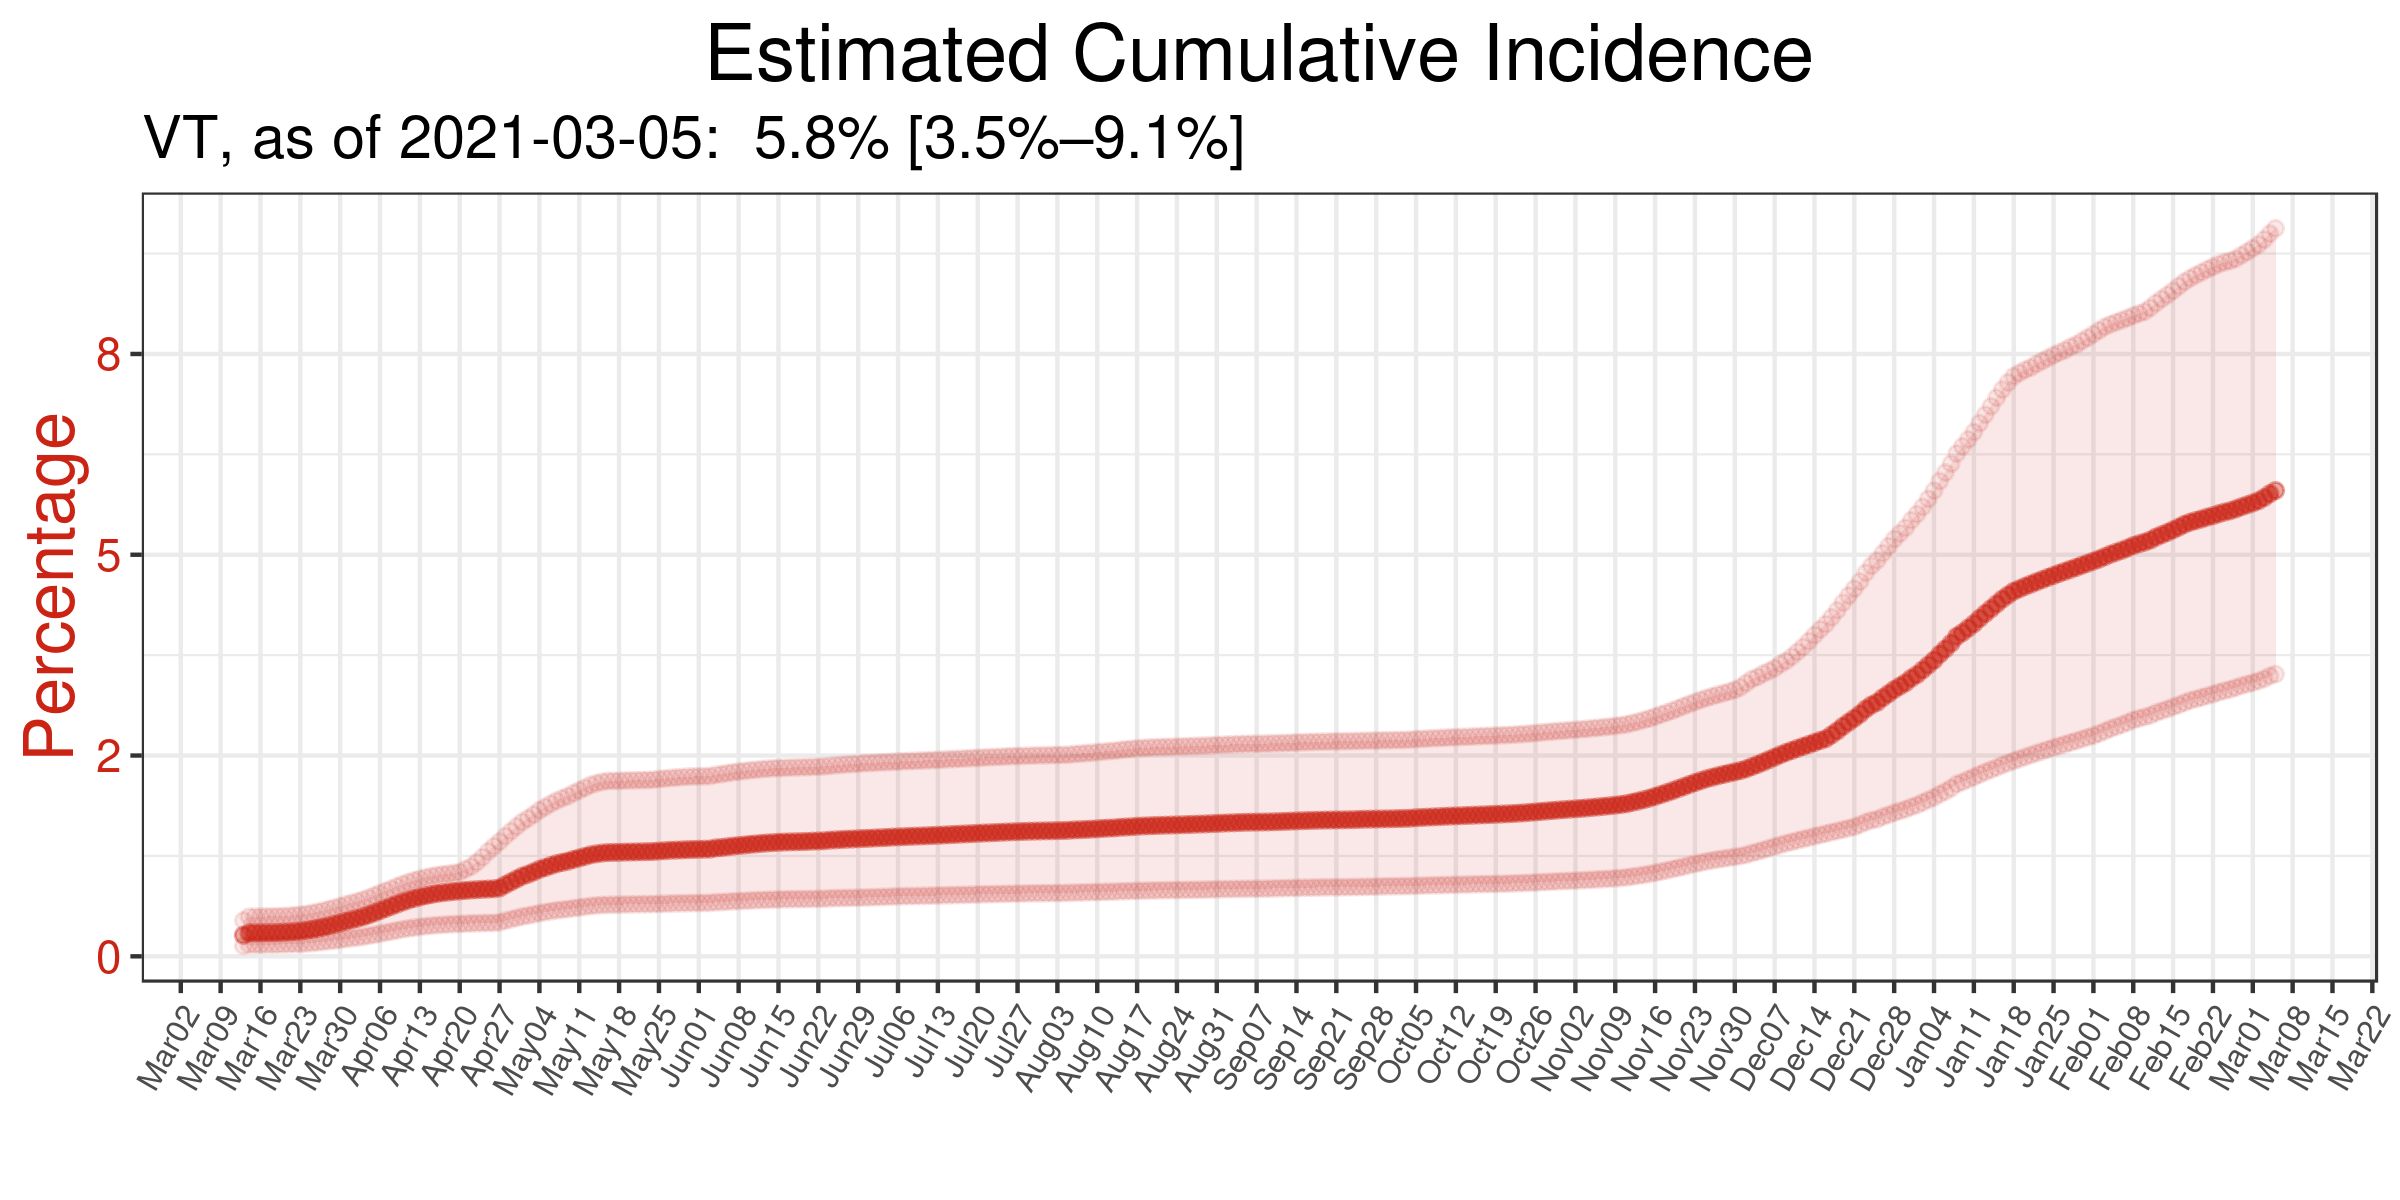 Estimated Cumulative Incidence
VT, as of 2021-03-05:  5.8% [3.5%–9.1%]
Percentage
8
5
2
0
Mar02
Mar09
Mar16
Mar23
Mar30
Apr06
Apr13
Apr20
Apr27
May04
May11
May18
May25
Jun01
Jun08
Jun15
Jun22
Jun29
Jul06
Jul13
Jul20
Jul27
Aug03
Aug10
Aug17
Aug24
Aug31
Sep07
Sep14
Sep21
Sep28
Oct05
Oct12
Oct19
Oct26
Nov02
Nov09
Nov16
Nov23
Nov30
Dec07
Dec14
Dec21
Dec28
Jan04
Jan11
Jan18
Jan25
Feb01
Feb08
Feb15
Feb22
Mar01
Mar08
Mar15
Mar22